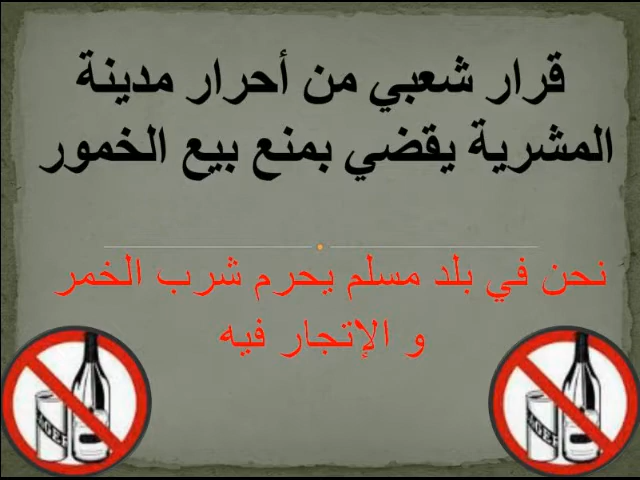 قرار شعبي من أحرار مدينة
المشرية يقضي بمنع بيع الخمور
نحن في بلد مسلم يحرم شرب الخمر
و الإتجار فيه